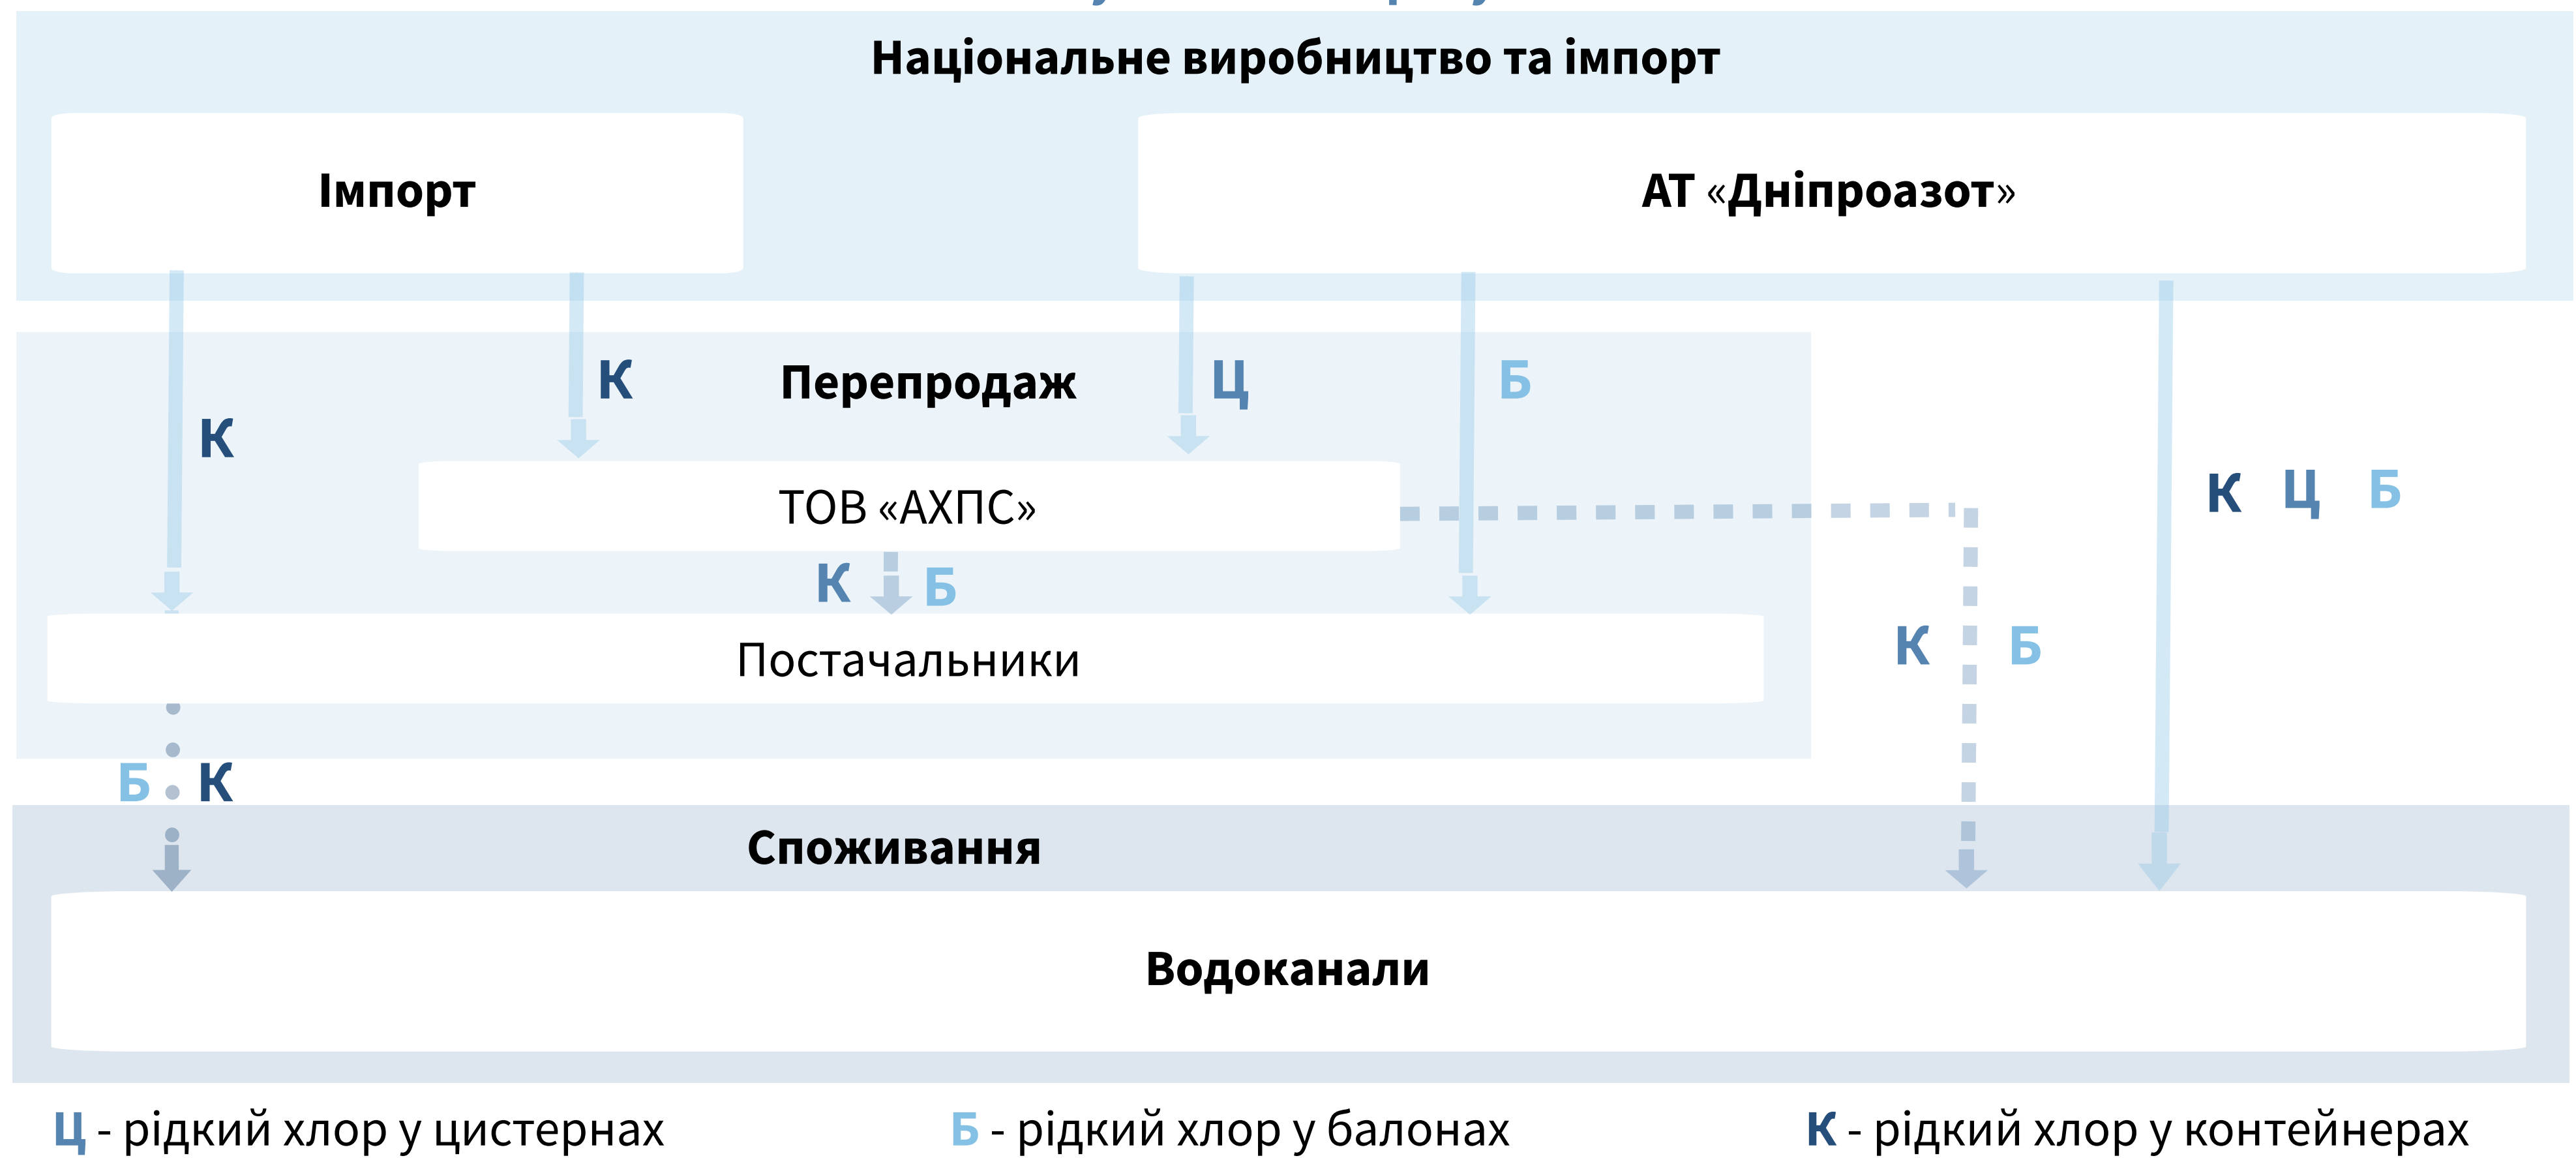 Національне виробництво та імпорт
Імпорт
АТ «Дніпроазот»
Перепродаж
К
Ц
Б
К
К Ц Б
ТОВ «АХПС»
К Б
Постачальники
К Б
Б К
Споживання
Водоканали
Ц - рідкий хлор у цистернах
Б - рідкий хлор у балонах
К - рідкий хлор у контейнерах